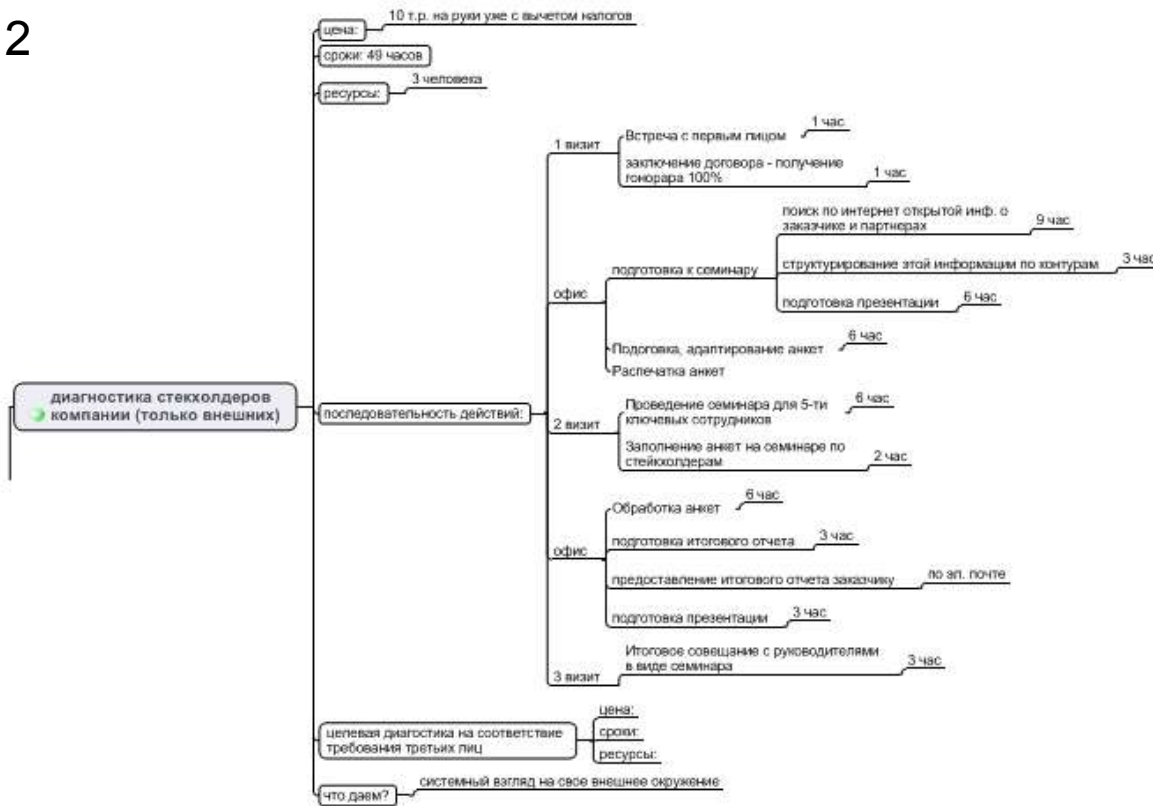 2
цена:
10 т.р. на руки уже с вычетом налогов
сроки: 49 часов
ресурсы:
3 человека
диагностика стекхолдеров
компании (только внешних)
последовательность действий:
1 визит
Встреча с первым лицом
1 час
заключение договора - получение
гонорара 100%
1 час
офис
подготовка к семинару
поиск по интернет открытой инф. о
заказчике и партнерах
9 час
структурирование этой информации по контурам
3 час
подготовка презентации
6 час
Подоговка, адаптирование анкет
6 час
Распечатка анкет
2 визит
Проведение семинара для 5-ти
ключевых сотрудников
6 час
Заполнение анкет на семинаре по
стейкхолдерам
2 час
офис
Обработка анкет
6 час
подготовка итогового отчета
3 час
предоставление итогового отчета заказчику
по эл. почте
подготовка презентации
3 час
3 визит
Итоговое совещание с руководителями
в виде семинара
3 час
целевая диагостика на соответствие
требования третьих лиц
цена:
сроки:
ресурсы:
что даем?
системный взгляд на свое внешнее окружение